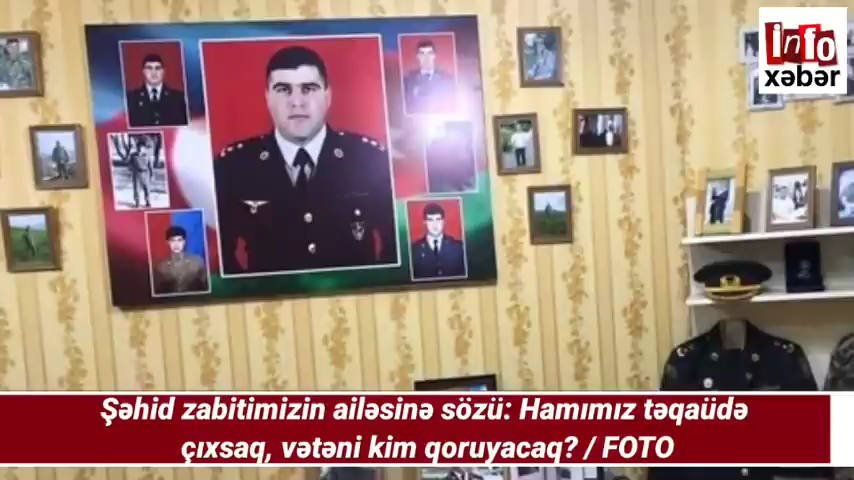 info
xəbər
Şəhid zabitimizin ailəsinə sözü: Hamımız təqaüdə
çıxsaq, vətəni kim qoruyacaq? / FOTO